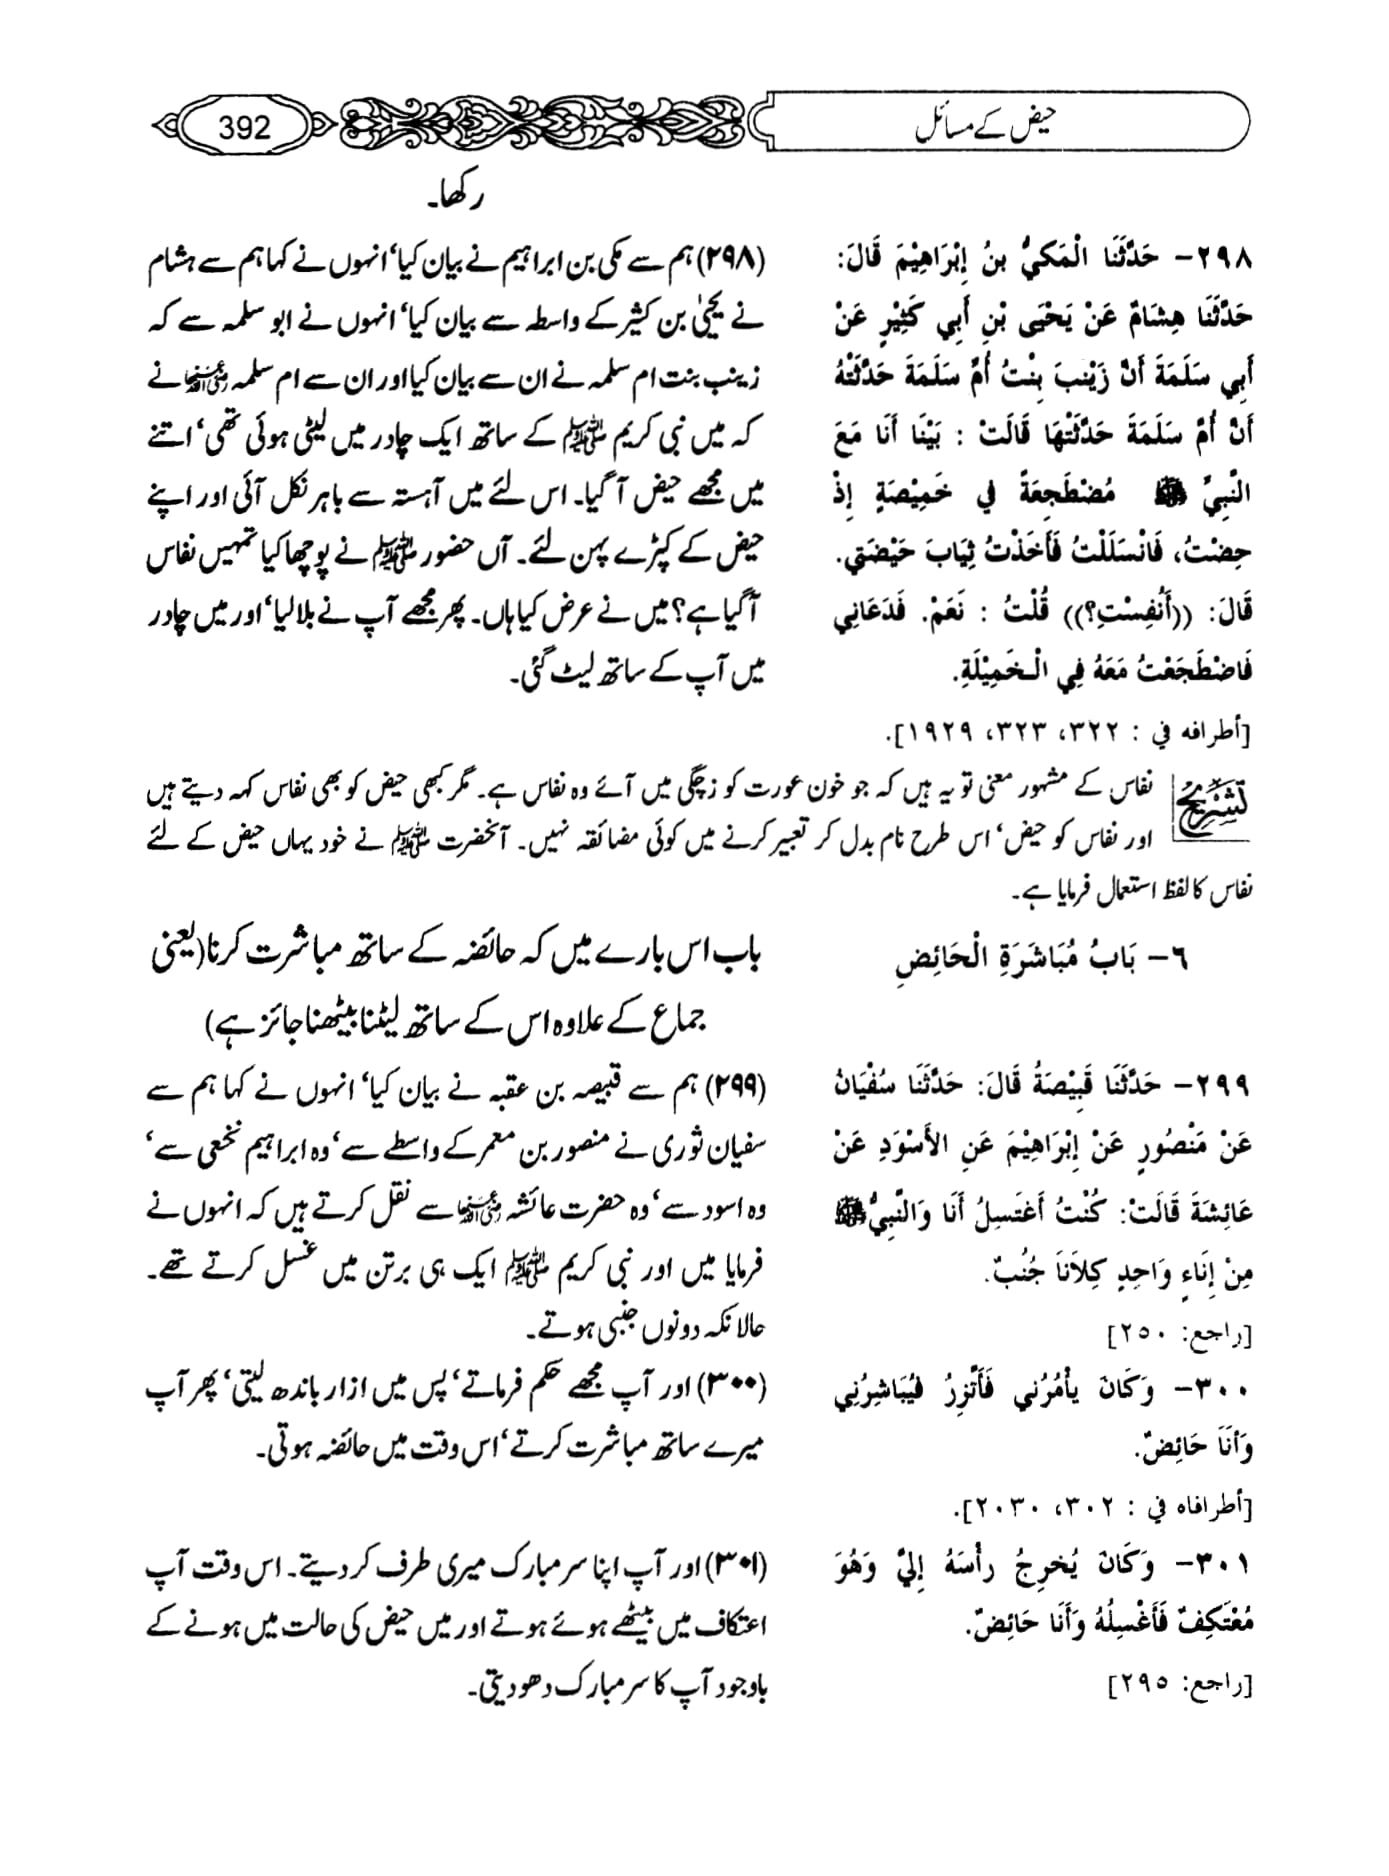 حیض کے مسائل
392
رکھا۔
٢٩٨- حَدَّثَنَا الْمَكِيُّ بنُ إِبْرَاهِيْمَ قَالَ:
حَدَّثَنَا هِشَامٌ عَنْ يَحْيَى بْنِ أَبِي كَثِيْرٍ عَنْ
أَبِي سَلَمَةَ أَنَّ زَيْنَبَ بِنْتَ أُمِّ سَلَمَةَ حَدَّثَتْهُ
أَنَّ أُمَّ سَلَمَةَ حَدَّثَتْهَا قَالَتْ : بَيْنَا أَنَا مَعَ
النَّبِيِّ ﷺ مُضْطَجِعَةً فِي خَمِيْصَةٍ إِذْ
حِضْتُ، فَانْسَلَلْتُ فَأَخَذْتُ ثِيَابَ حَيْضَتِي.
قَالَ: ((أَنُفِسْتِ؟)) قُلْتُ : نَعَمْ. فَدَعَانِي
فَاضْطَجَعْتُ مَعَهُ فِي الْخَمِيْلَةِ.
[أطرافه في : ٣٢٢، ٣٢٣، ١٩٢٩].
(۲۹۸) ہم سے مکی بن ابراہیم نے بیان کیا‘ انہوں نے کہا ہم سے ہشام
نے یحییٰ بن کثیر کے واسطہ سے بیان کیا‘ انہوں نے ابو سلمہ سے کہ
زینب بنت ام سلمہ نے ان سے بیان کیا اور ان سے ام سلمہ رضی اللہ عنہا نے
کہ میں نبی کریم ﷺ کے ساتھ ایک چادر میں لیٹی ہوئی تھی‘ اتنے
میں مجھے حیض آ گیا۔ اس لئے میں آہستہ سے باہر نکل آئی اور اپنے
حیض کے کپڑے پہن لئے۔ آں حضور ﷺ نے پوچھا کیا تمہیں نفاس
آگیا ہے؟ میں نے عرض کیا ہاں۔ پھر مجھے آپ نے بلا لیا‘ اور میں چادر
میں آپ کے ساتھ لیٹ گئی۔
تشریح
نفاس کے مشہور معنی تو یہ ہیں کہ جو خون عورت کو زچگی میں آئے وہ نفاس ہے۔ مگر کبھی حیض کو بھی نفاس کہہ دیتے ہیں
اور نفاس کو حیض‘ اس طرح نام بدل کر تعبیر کرنے میں کوئی مضائقہ نہیں۔ آنحضرت ﷺ نے خود یہاں حیض کے لئے
نفاس کا لفظ استعمال فرمایا ہے۔
٦- بَابُ مُبَاشَرَةِ الْحَائِضِ
باب اس بارے میں کہ حائضہ کے ساتھ مباشرت کرنا (یعنی
جماع کے علاوہ اس کے ساتھ لیٹنا بیٹھنا جائز ہے)
٢٩٩- حَدَّثَنَا قَبِيْصَةُ قَالَ: حَدَّثَنَا سُفْيَانُ
عَنْ مَنْصُورٍ عَنْ إِبْرَاهِيْمَ عَنِ الأَسْوَدِ عَنْ
عَائِشَةَ قَالَتْ: كُنْتُ أَغْتَسِلُ أَنَا وَالنَّبِيُّ ﷺ
مِنْ إِنَاءٍ وَاحِدٍ كِلاَنَا جُنُبٌ.
[راجع: ٢٥٠]
(۲۹۹) ہم سے قبیصہ بن عقبہ نے بیان کیا‘ انہوں نے کہا ہم سے
سفیان ثوری نے منصور بن معمر کے واسطے سے‘ وہ ابراہیم نخعی سے‘
وہ اسود سے‘ وہ حضرت عائشہ رضی اللہ عنہا سے نقل کرتے ہیں کہ انہوں نے
فرمایا میں اور نبی کریم ﷺ ایک ہی برتن میں غسل کرتے تھے۔
حالانکہ دونوں جنبی ہوتے۔
٣٠٠- وَكَانَ يأْمُرُنِي فَأَتَّزِرُ فَيُبَاشِرُنِي
وَأَنَا حَائِضٌ.
[أطرافاه في : ٣٠٢، ٢٠٣٠].
(۳۰۰) اور آپ مجھے حکم فرماتے‘ پس میں ازار باندھ لیتی‘ پھر آپ
میرے ساتھ مباشرت کرتے‘ اس وقت میں حائضہ ہوتی۔
٣٠١- وَكَانَ يُخرِجُ رأْسَهُ إِلَيَّ وَهُوَ
مُعْتَكِفٌ فَأَغْسِلُهُ وَأَنَا حَائِضٌ.
[راجع: ٢٩٥]
(۳۰۱) اور آپ اپنا سر مبارک میری طرف کر دیتے۔ اس وقت آپ
اعتکاف میں بیٹھے ہوئے ہوتے اور میں حیض کی حالت میں ہونے کے
باوجود آپ کا سر مبارک دھو دیتی۔